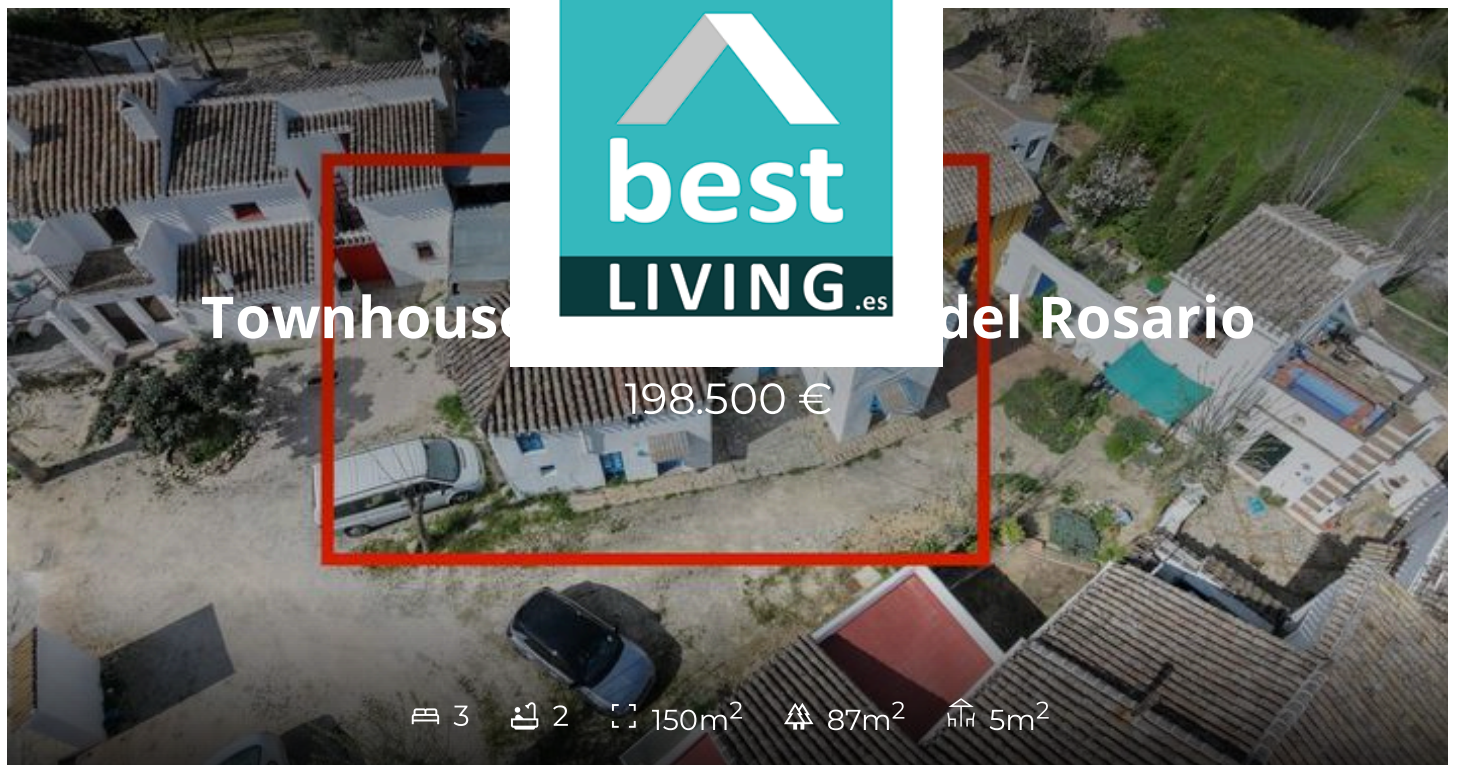 best
LIVING.es
Townhouse del Rosario
198.500 €
3 2 150m² 87m² 5m²